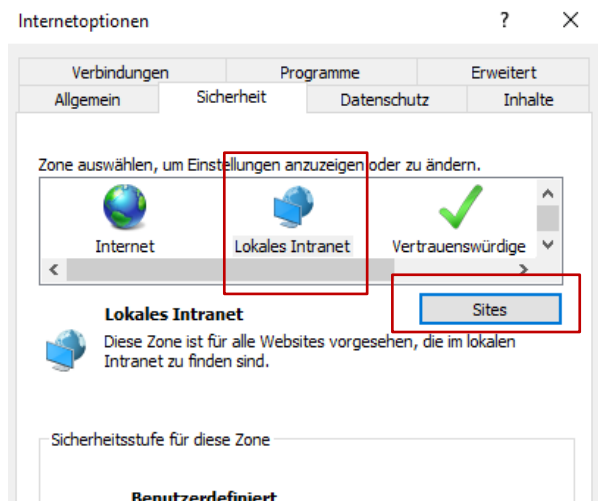 Internetoptionen
?
Verbindungen Programme Erweitert
Allgemein Sicherheit Datenschutz Inhalte
Zone auswählen, um Einstellungen anzuzeigen oder zu ändern.
Internet Lokales Intranet Vertrauenswürdige
Sites
Lokales Intranet
Diese Zone ist für alle Websites vorgesehen, die im lokalen
Intranet zu finden sind.
Sicherheitsstufe für diese Zone
Benutzerdefiniert